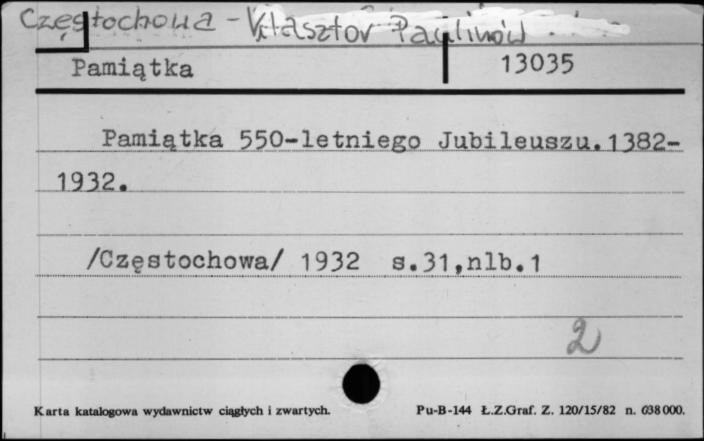 Częstochowa - Klasztor Paulinów
Pamiątka 13035
Pamiątka 550-letniego Jubileuszu.1382-
1932.
/Częstochowa/ 1932 s.31,nlb.1
2
Karta katalogowa wydawnictw ciągłych i zwartych. Pu-B-144 Ł.Z.Graf. Z. 120/15/82 n. 638 000.